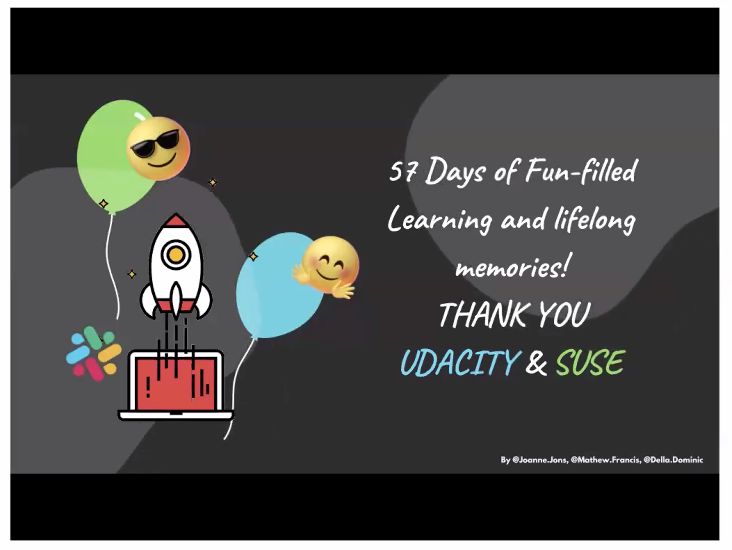 57 Days of Fun-filled
Learning and lifelong
memories!
THANK YOU
UDACITY & SUSE
By @Joanne.Jons, @Mathew.Francis, @Della.Dominic